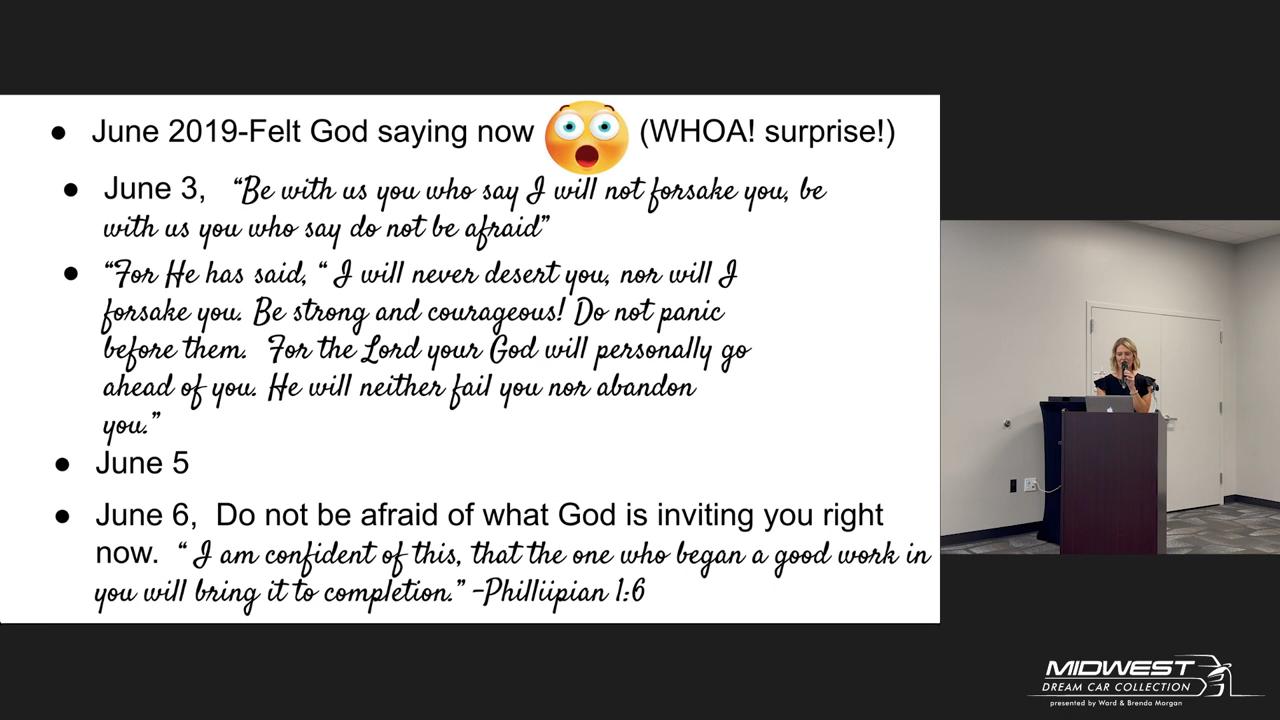 ● June 2019-Felt God saying now 😲 (WHOA! surprise!)
● June 3, “Be with us you who say I will not forsake you, be
with us you who say do not be afraid”
● “For He has said, “ I will never desert you, nor will I
forsake you. Be strong and courageous! Do not panic
before them. For the Lord your God will personally go
ahead of you. He will neither fail you nor abandon
you.”
● June 5
● June 6, Do not be afraid of what God is inviting you right
now. “ I am confident of this, that the one who began a good work in
you will bring it to completion.” -Philliipian 1:6
MIDWEST
DREAM CAR COLLECTION
presented by Ward & Brenda Morgan